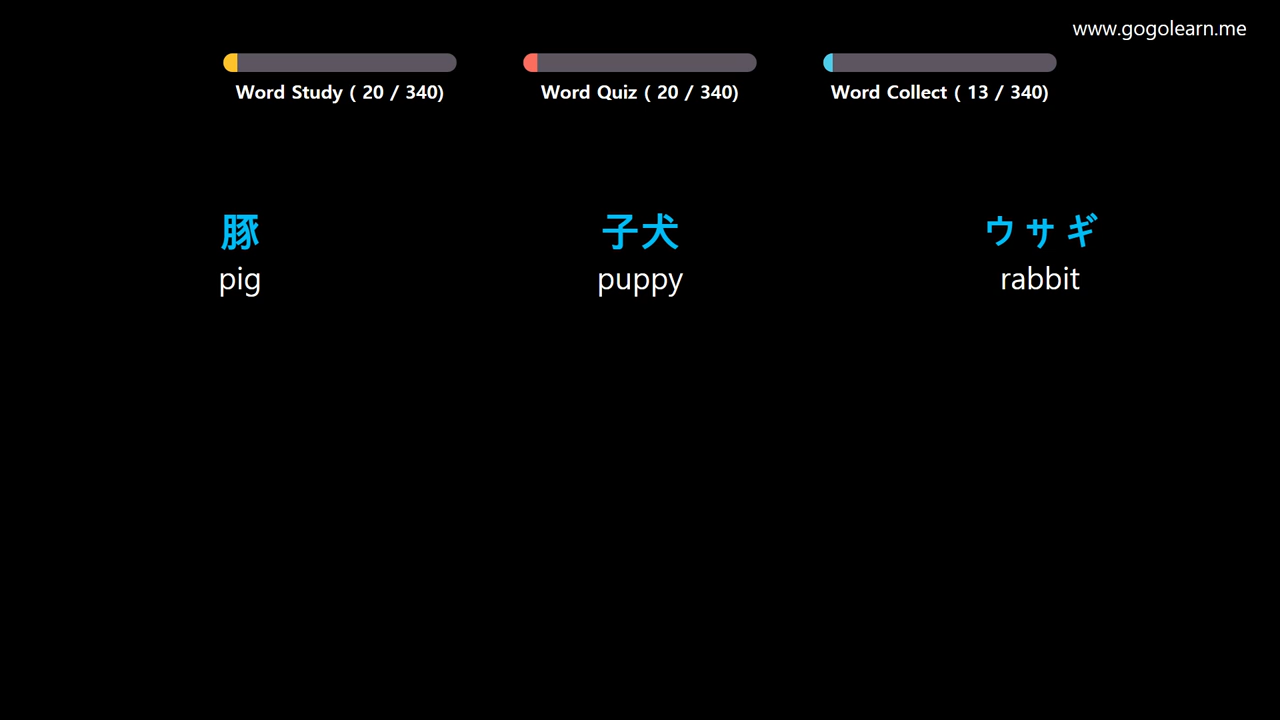 www.gogolearn.me
Word Study ( 20 / 340)
Word Quiz ( 20 / 340)
Word Collect ( 13 / 340)
豚
pig
子犬
puppy
ウサギ
rabbit